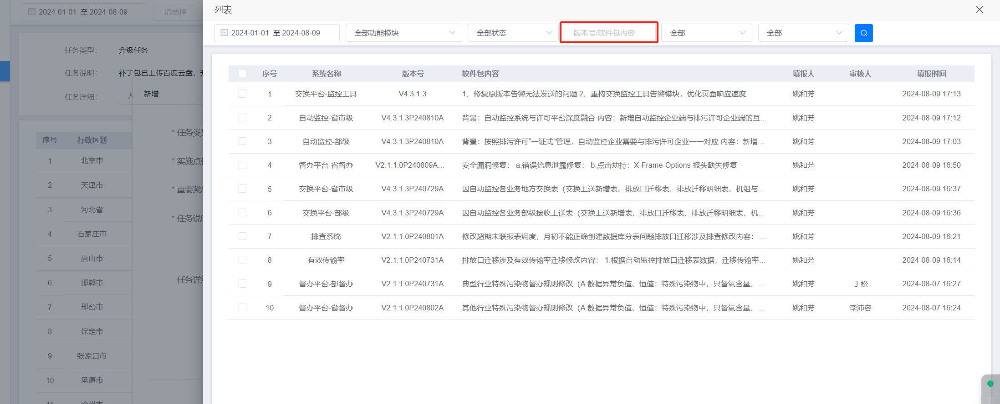 列表
2024-01-01 至 2024-08-09 全部功能模块 全部状态 版本号/软件包内容 全部 全部
序号 系统名称 版本号 软件包内容 填报人 审核人 填报时间
1 交换平台-监控工具 V4.3.1.3 1、修复原版本告警无法发送的问题 2、重构交换监控工具告警模块，优化页面响应速度 姚和芳 2024-08-09 17:13
2 自动监控-省市级 V4.3.1.3P240810A 背景：自动监控系统与许可平台深度融合 内容：新增自动监控企业端与排污许可企业端的互... 姚和芳 2024-08-09 17:12
3 自动监控-部级 V4.3.1.3P240810A 背景：按照排污许可“一证式”管理，自动监控企业需要与排污许可企业一一对应 内容：新增... 姚和芳 2024-08-09 17:03
4 督办平台-省督办 V2.1.1.0P240809A... 安全漏洞修复： a.错误信息泄露修复： b.点击劫持：X-Frame-Options 报头缺失修复 姚和芳 2024-08-09 16:50
5 交换平台-省市级 V4.3.1.3P240729A 因自动监控各业务地方交换表（交换上送新增表、排放口迁移表、排放迁移明细表、机组与... 姚和芳 2024-08-09 16:37
6 交换平台-部级 V4.3.1.3P240729A 因自动监控各业务部级接收上送表（交换上送新增表、排放口迁移表、排放迁移明细表、机... 姚和芳 2024-08-09 16:36
7 排查系统 V2.1.1.0P240801A 修改超期未联报表调度，月初不能正确创建数据库分表问题排放口迁移涉及排查修改内容： ... 姚和芳 2024-08-09 16:21
8 有效传输率 V2.1.1.0P240731A 排放口迁移涉及有效传输率迁移修改内容： 1.根据自动监控排放口迁移表数据，迁移传输率... 姚和芳 2024-08-09 16:14
9 督办平台-部督办 V2.1.1.0P240731A 典型行业特殊污染物督办规则修改（A.数据异常负值、恒值：特殊污染物中，只督氧含量、... 姚和芳 丁松 2024-08-07 16:27
10 督办平台-省督办 V2.1.1.0P240802A 其他行业特殊污染物督办规则修改（A.数据异常负值、恒值：特殊污染物中，只督氧含量、... 姚和芳 李沛容 2024-08-07 16:24
2024-01-01 至 2024-08-09 -请选择-
任务类型： 升级任务
任务说明： 补丁包已上传百度云盘，
任务详细：
新增
* 任务类
* 实施点
* 重要紧
* 任务说
任务详
序号 行政区划
1 北京市
2 天津市
3 河北省
4 石家庄市
5 唐山市
6 邯郸市
7 邢台市
8 保定市
9 张家口市
10 承德市
11 沧州市